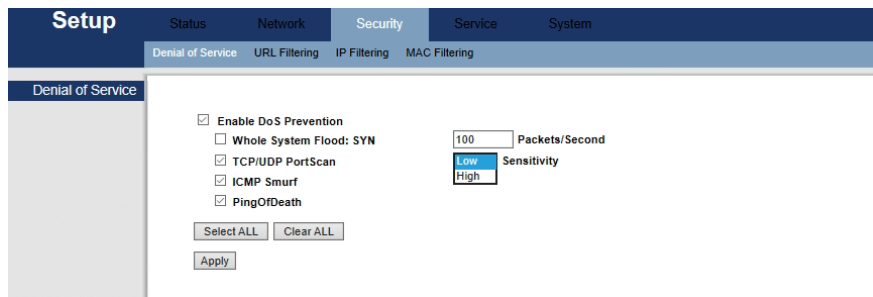 Setup
Status Network Security Service System
Denial of Service URL Filtering IP Filtering MAC Filtering
Denial of Service
Enable DoS Prevention
Whole System Flood: SYN 100 Packets/Second
TCP/UDP PortScan Low Sensitivity
High
ICMP Smurf
PingOfDeath
Select ALL Clear ALL
Apply